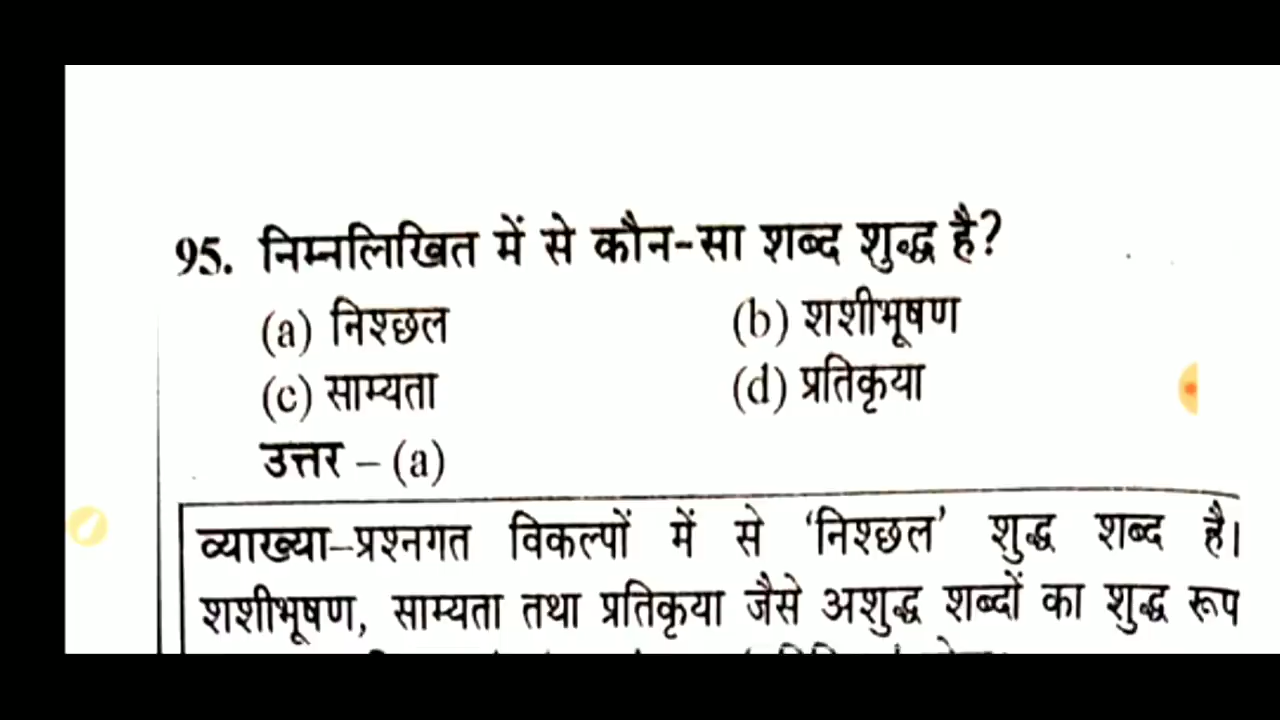 95. निम्नलिखित में से कौन-सा शब्द शुद्ध है?
(a) निश्छल (b) शशीभूषण
(c) साम्यता (d) प्रतिकृया
उत्तर – (a)
व्याख्या–प्रश्नगत विकल्पों में से ‘निश्छल’ शुद्ध शब्द है।
शशीभूषण, साम्यता तथा प्रतिकृया जैसे अशुद्ध शब्दों का शुद्ध रूप